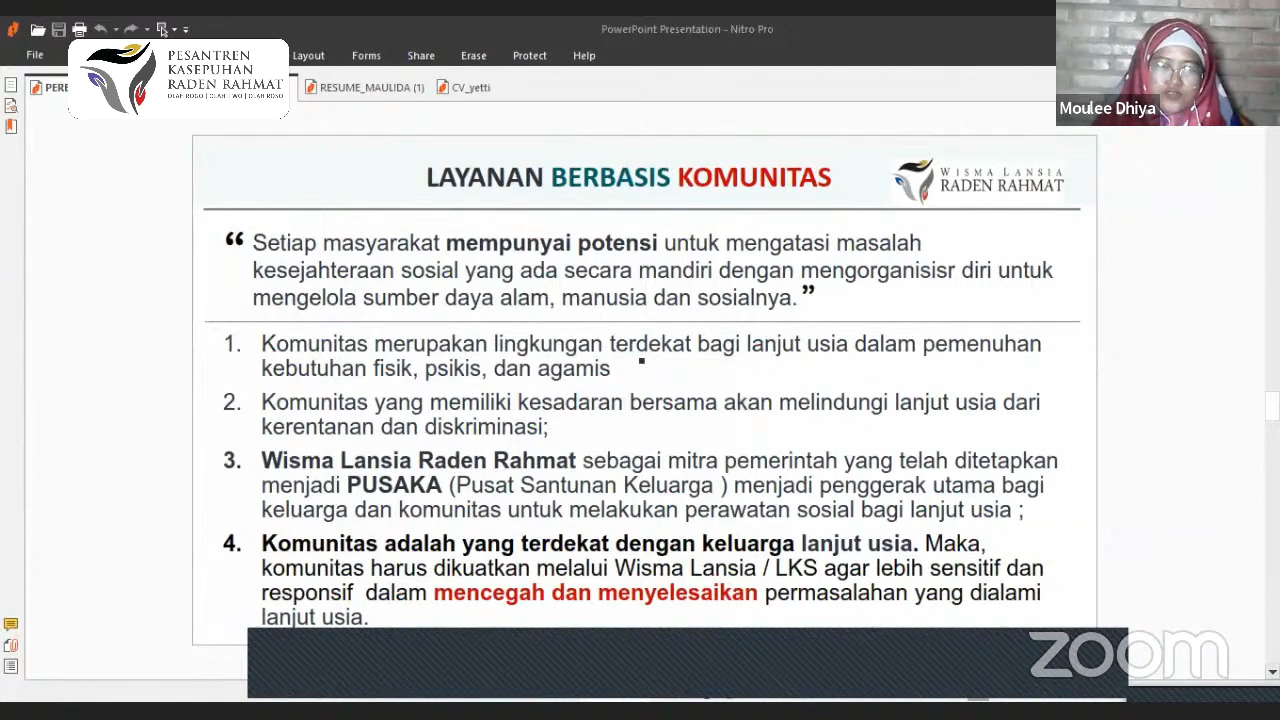 PowerPoint Presentation - Nitro Pro
File
Layout
Forms
Share
Erase
Protect
Help
PESANTREN
KASEPUHAN
RADEN RAHMAT
OLAH ROSO | OLAH TWO | OLAH ROSO
PERE
RESUME_MAULIDA (1)
CV_yetti
Moulee Dhiya
LAYANAN BERBASIS KOMUNITAS
WISMA LANSIA
RADEN RAHMAT
“ Setiap masyarakat mempunyai potensi untuk mengatasi masalah
kesejahteraan sosial yang ada secara mandiri dengan mengorganisisr diri untuk
mengelola sumber daya alam, manusia dan sosialnya. ”
1. Komunitas merupakan lingkungan terdekat bagi lanjut usia dalam pemenuhan
kebutuhan fisik, psikis, dan agamis
2. Komunitas yang memiliki kesadaran bersama akan melindungi lanjut usia dari
kerentanan dan diskriminasi;
3. Wisma Lansia Raden Rahmat sebagai mitra pemerintah yang telah ditetapkan
menjadi PUSAKA (Pusat Santunan Keluarga ) menjadi penggerak utama bagi
keluarga dan komunitas untuk melakukan perawatan sosial bagi lanjut usia ;
4. Komunitas adalah yang terdekat dengan keluarga lanjut usia. Maka,
komunitas harus dikuatkan melalui Wisma Lansia / LKS agar lebih sensitif dan
responsif dalam mencegah dan menyelesaikan permasalahan yang dialami
lanjut usia.
zoom